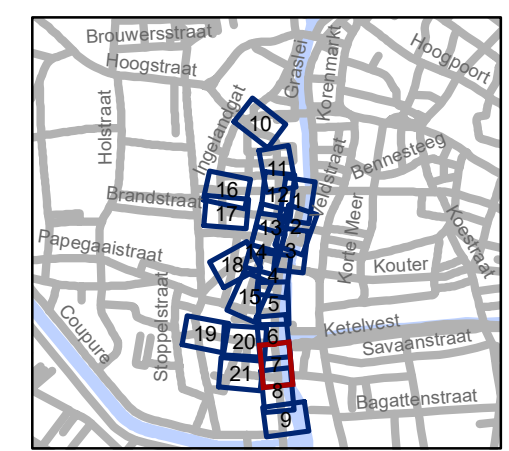 Brouwersstraat
Hoogstraat
Graslei
Korenmarkt
Hoogpoort
Holstraat
Ingelandgat
10
Bennesteeg
11
Veldstraat
16
12
1
Brandstraat
17
13
2
Korte Meer
Koestraat
Papegaaistraat
14
3
18
4
Kouter
15
5
Coupure
Stoppelstraat
19
20
6
Ketelvest
Savaanstraat
21
7
8
Bagattenstraat
9